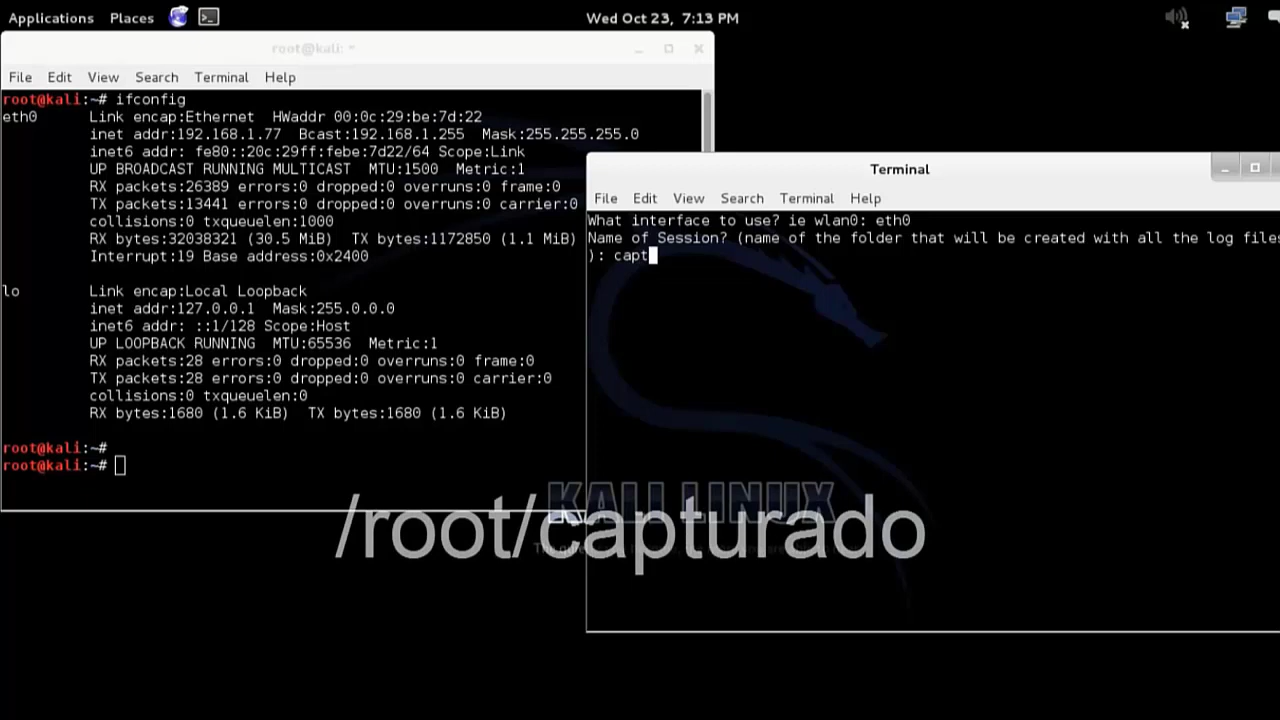 Applications Places Wed Oct 23, 7:13 PM
root@kali: ~
File Edit View Search Terminal Help
root@kali:~# ifconfig
eth0 Link encap:Ethernet HWaddr 00:0c:29:be:7d:22
inet addr:192.168.1.77 Bcast:192.168.1.255 Mask:255.255.255.0
inet6 addr: fe80::20c:29ff:febe:7d22/64 Scope:Link
UP BROADCAST RUNNING MULTICAST MTU:1500 Metric:1
RX packets:26389 errors:0 dropped:0 overruns:0 frame:0
TX packets:13441 errors:0 dropped:0 overruns:0 carrier:0
collisions:0 txqueuelen:1000
RX bytes:32038321 (30.5 MiB) TX bytes:1172850 (1.1 MiB)
Interrupt:19 Base address:0x2400
lo Link encap:Local Loopback
inet addr:127.0.0.1 Mask:255.0.0.0
inet6 addr: ::1/128 Scope:Host
UP LOOPBACK RUNNING MTU:65536 Metric:1
RX packets:28 errors:0 dropped:0 overruns:0 frame:0
TX packets:28 errors:0 dropped:0 overruns:0 carrier:0
collisions:0 txqueuelen:0
RX bytes:1680 (1.6 KiB) TX bytes:1680 (1.6 KiB)
root@kali:~#
root@kali:~#
Terminal
File Edit View Search Terminal Help
What interface to use? ie wlan0: eth0
Name of Session? (name of the folder that will be created with all the log files
): capt
KALI LINUX
/root/capturado